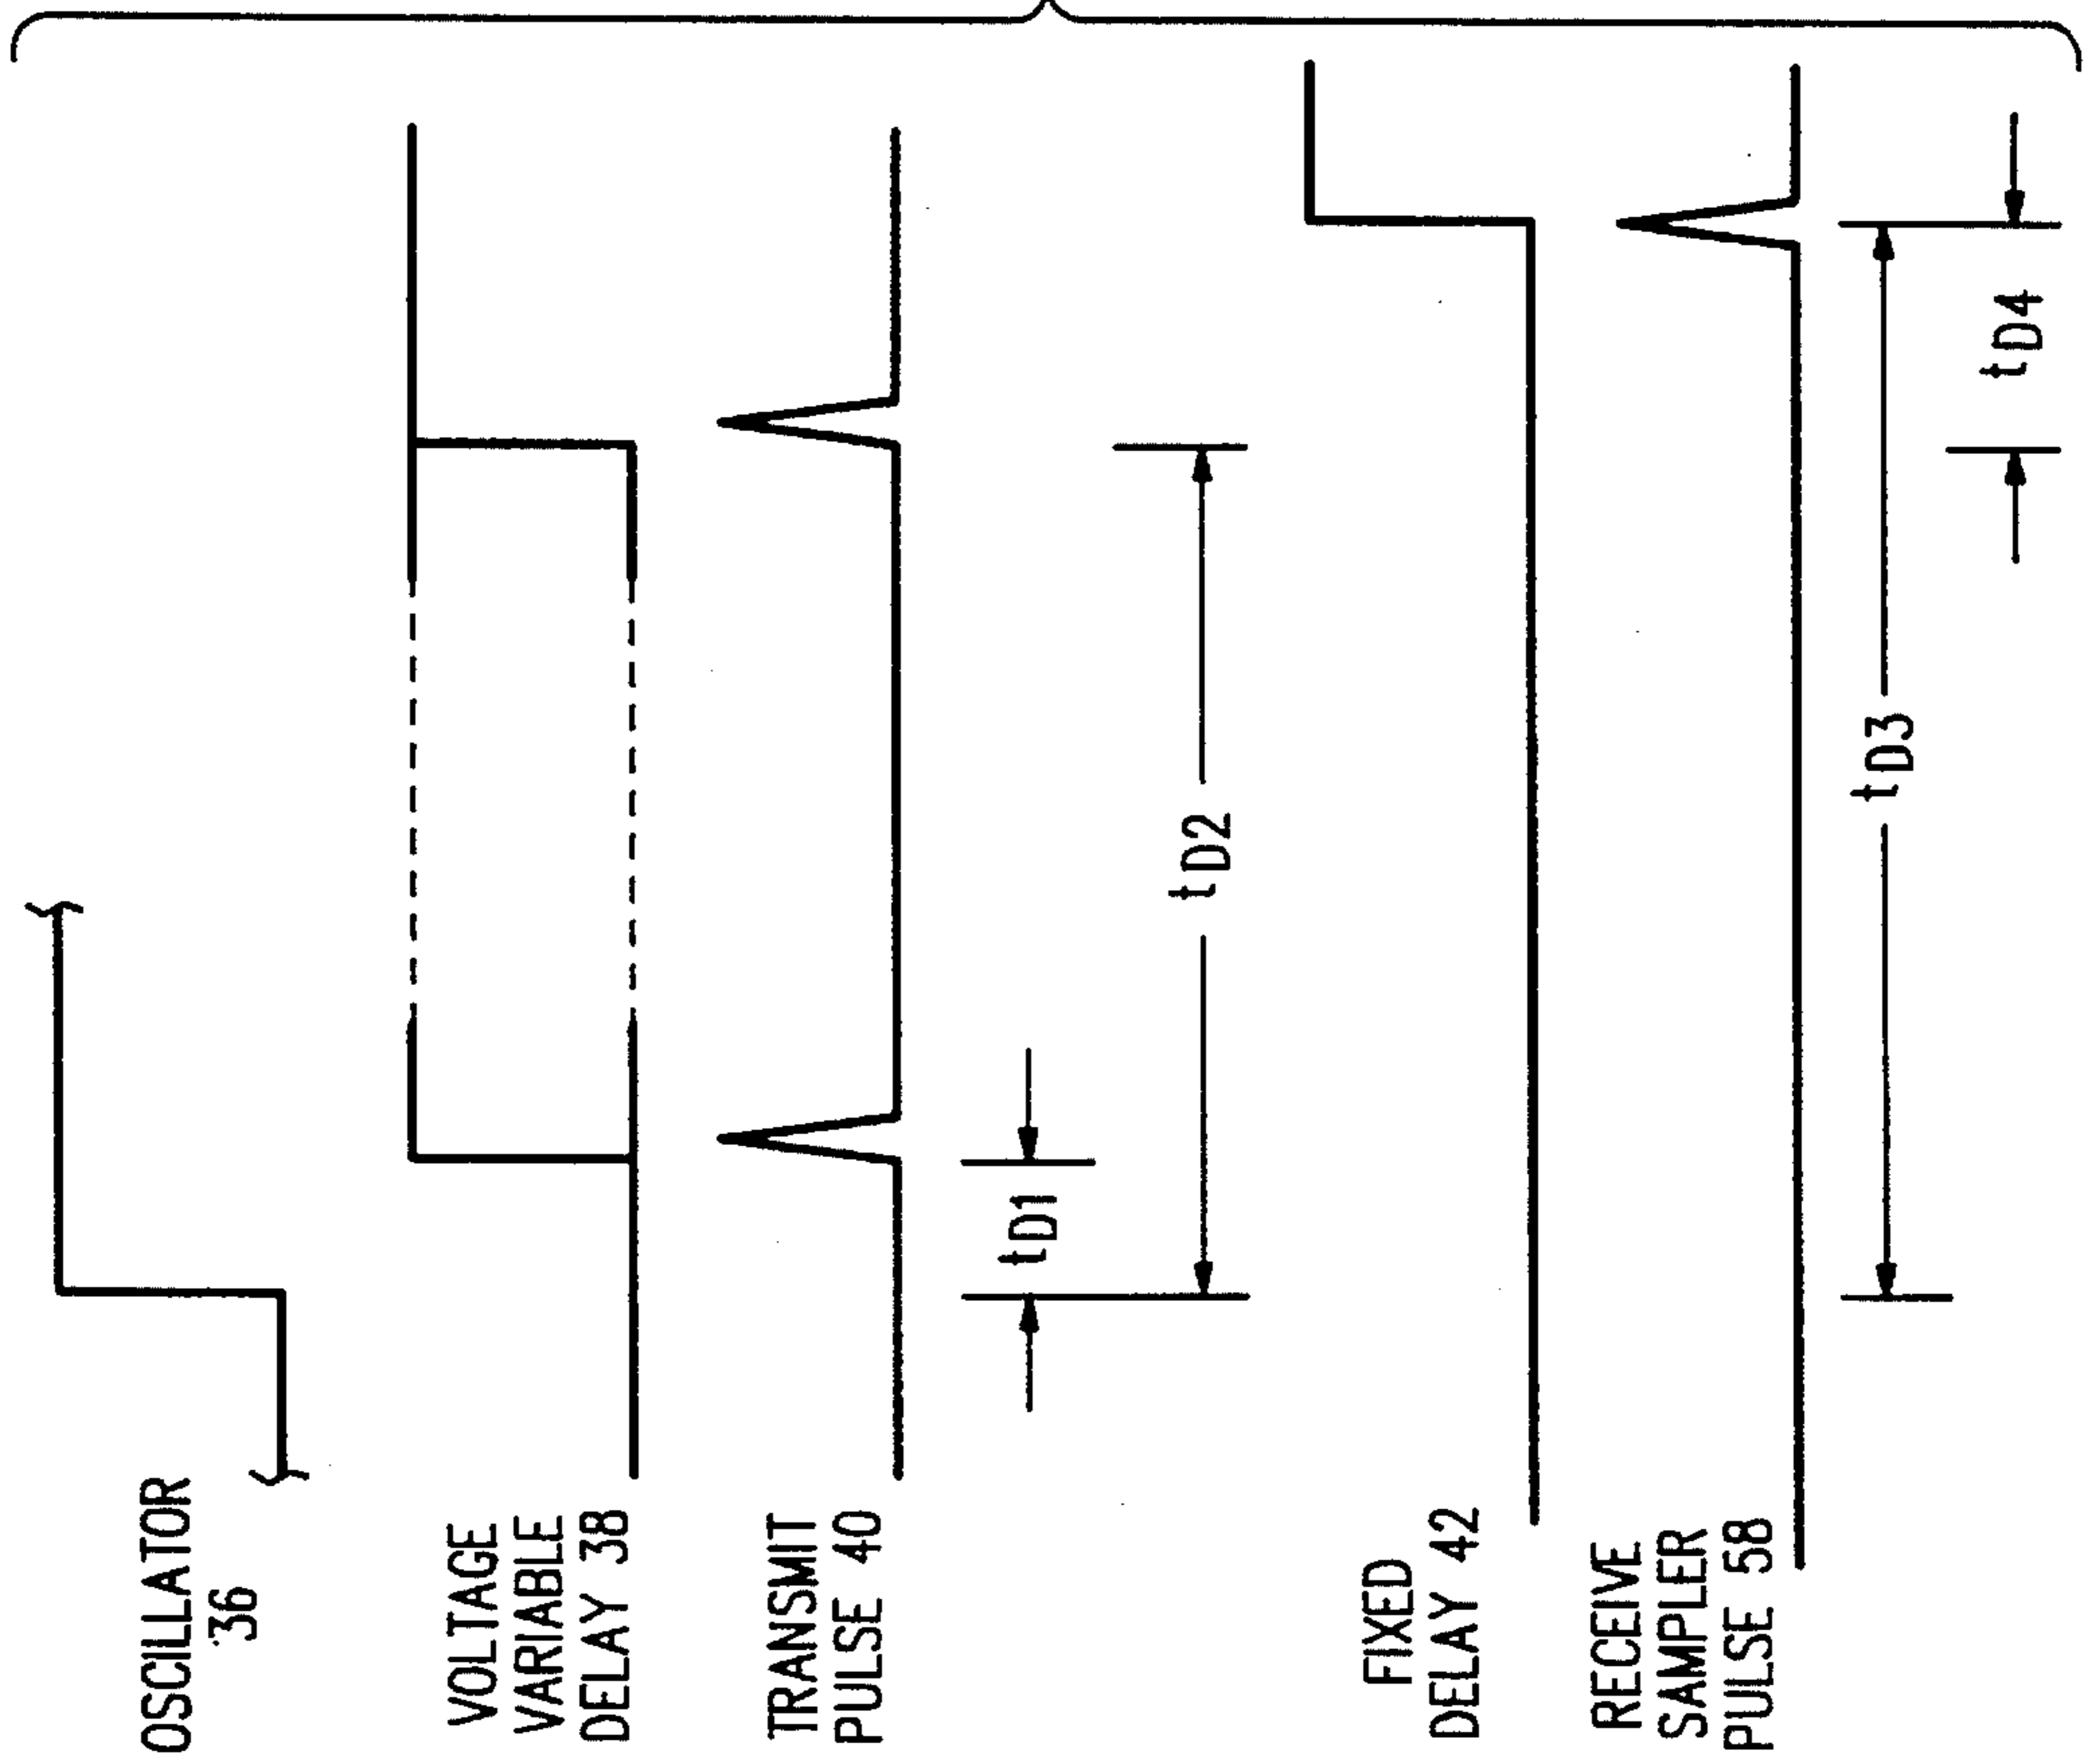 OSCILLATOR
36
VOLTAGE
VARIABLE
DELAY 38
TRANSMIT
PULSE 40
tD1
tD2
FIXED
DELAY 42
RECEIVE
SAMPLER
PULSE 58
tD3
tD4